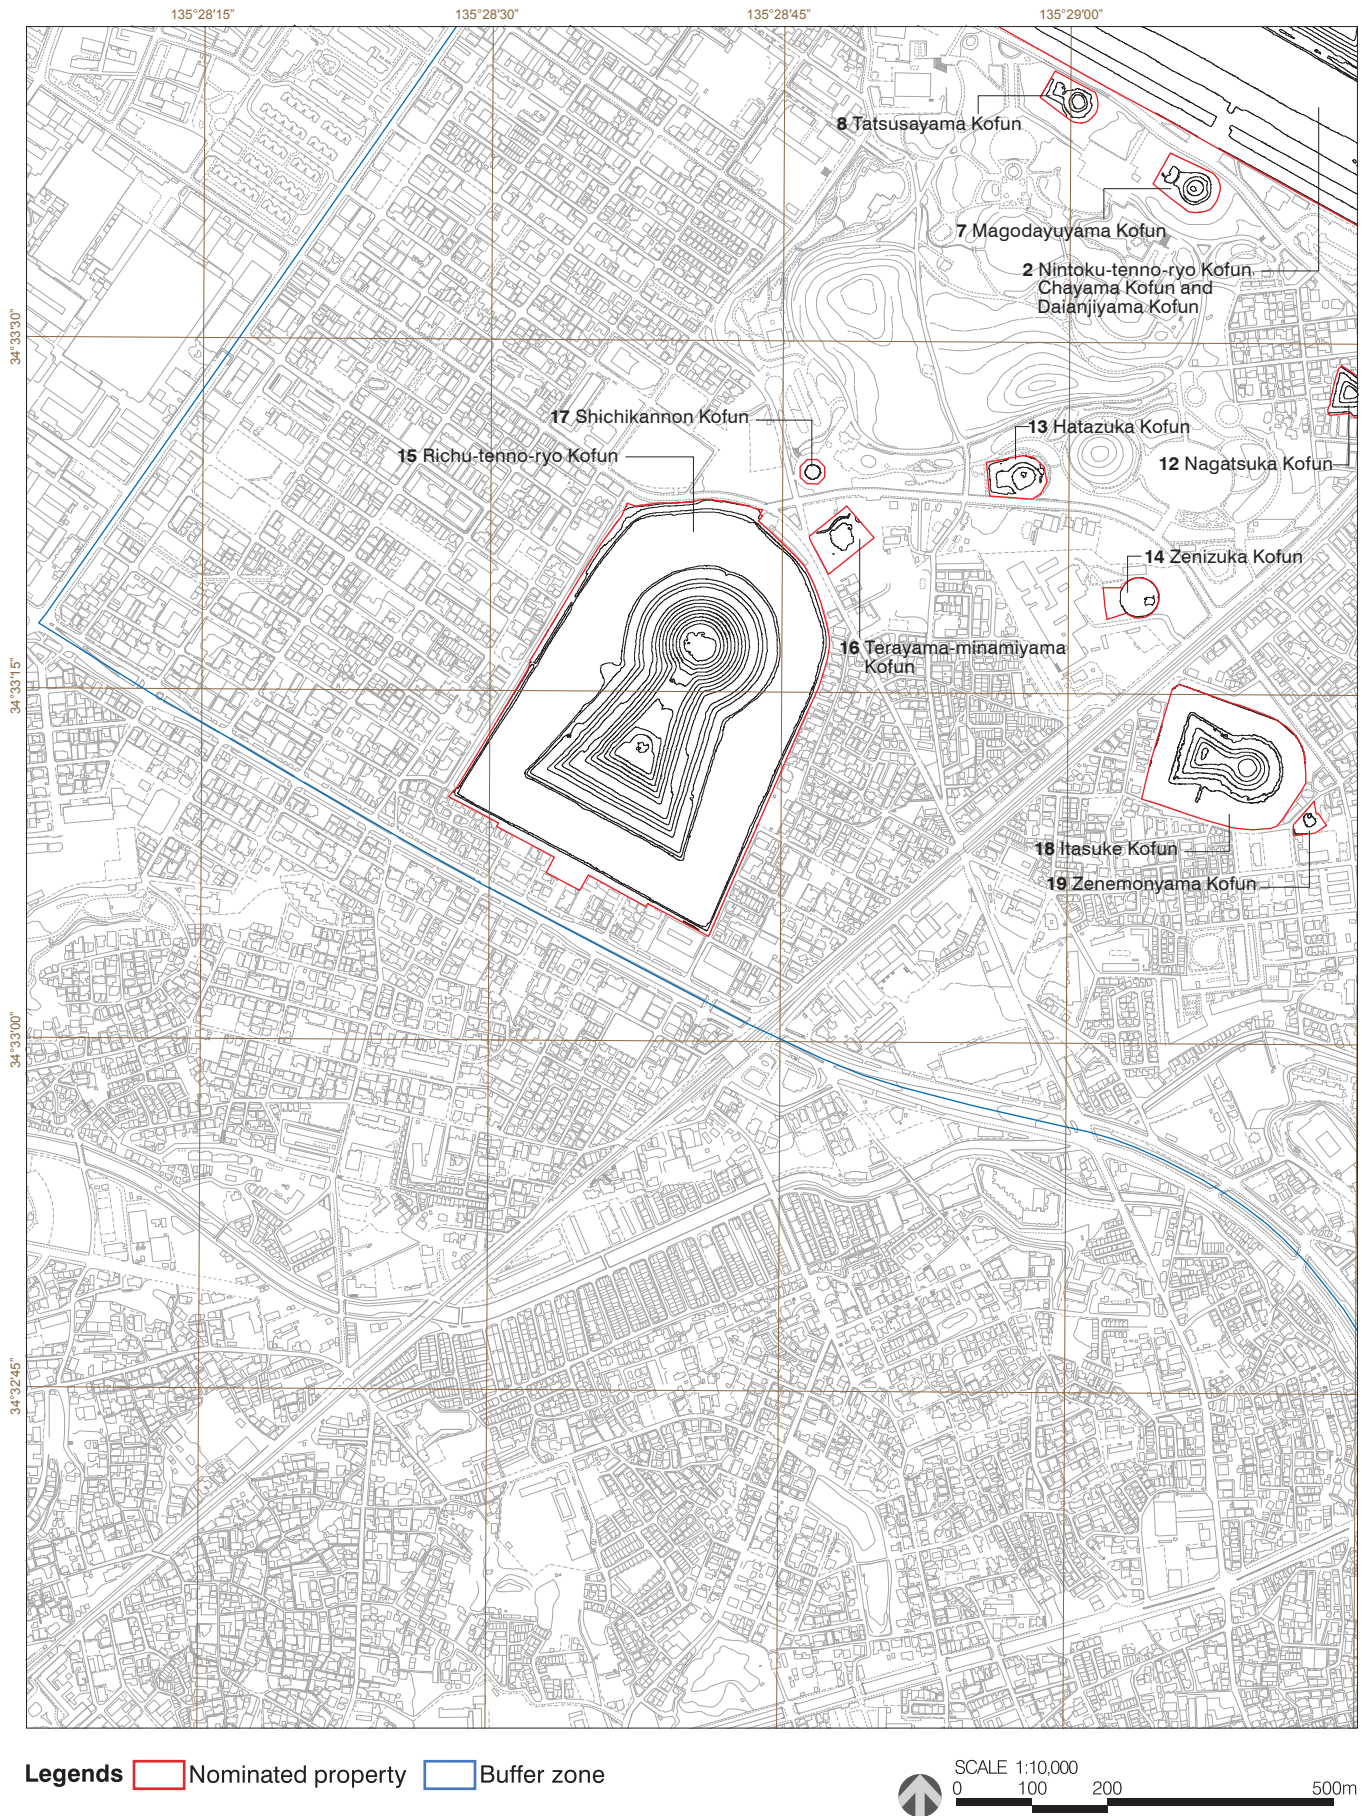 135°28'15"
135°28'30"
135°28'45"
135°29'00"
8 Tatsusayama Kofun
7 Magodayuyama Kofun
2 Nintoku-tenno-ryo Kofun
Chayama Kofun and
Daianjiyama Kofun
34°33'30"
17 Shichikannon Kofun
13 Hatazuka Kofun
15 Richu-tenno-ryo Kofun
12 Nagatsuka Kofun
14 Zenizuka Kofun
16 Terayama-minamiyama
Kofun
34°33'15"
18 Itasuke Kofun
19 Zenemonyama Kofun
34°33'00"
34°32'45"
Legends Nominated property Buffer zone
SCALE 1:10,000
0 100 200 500m